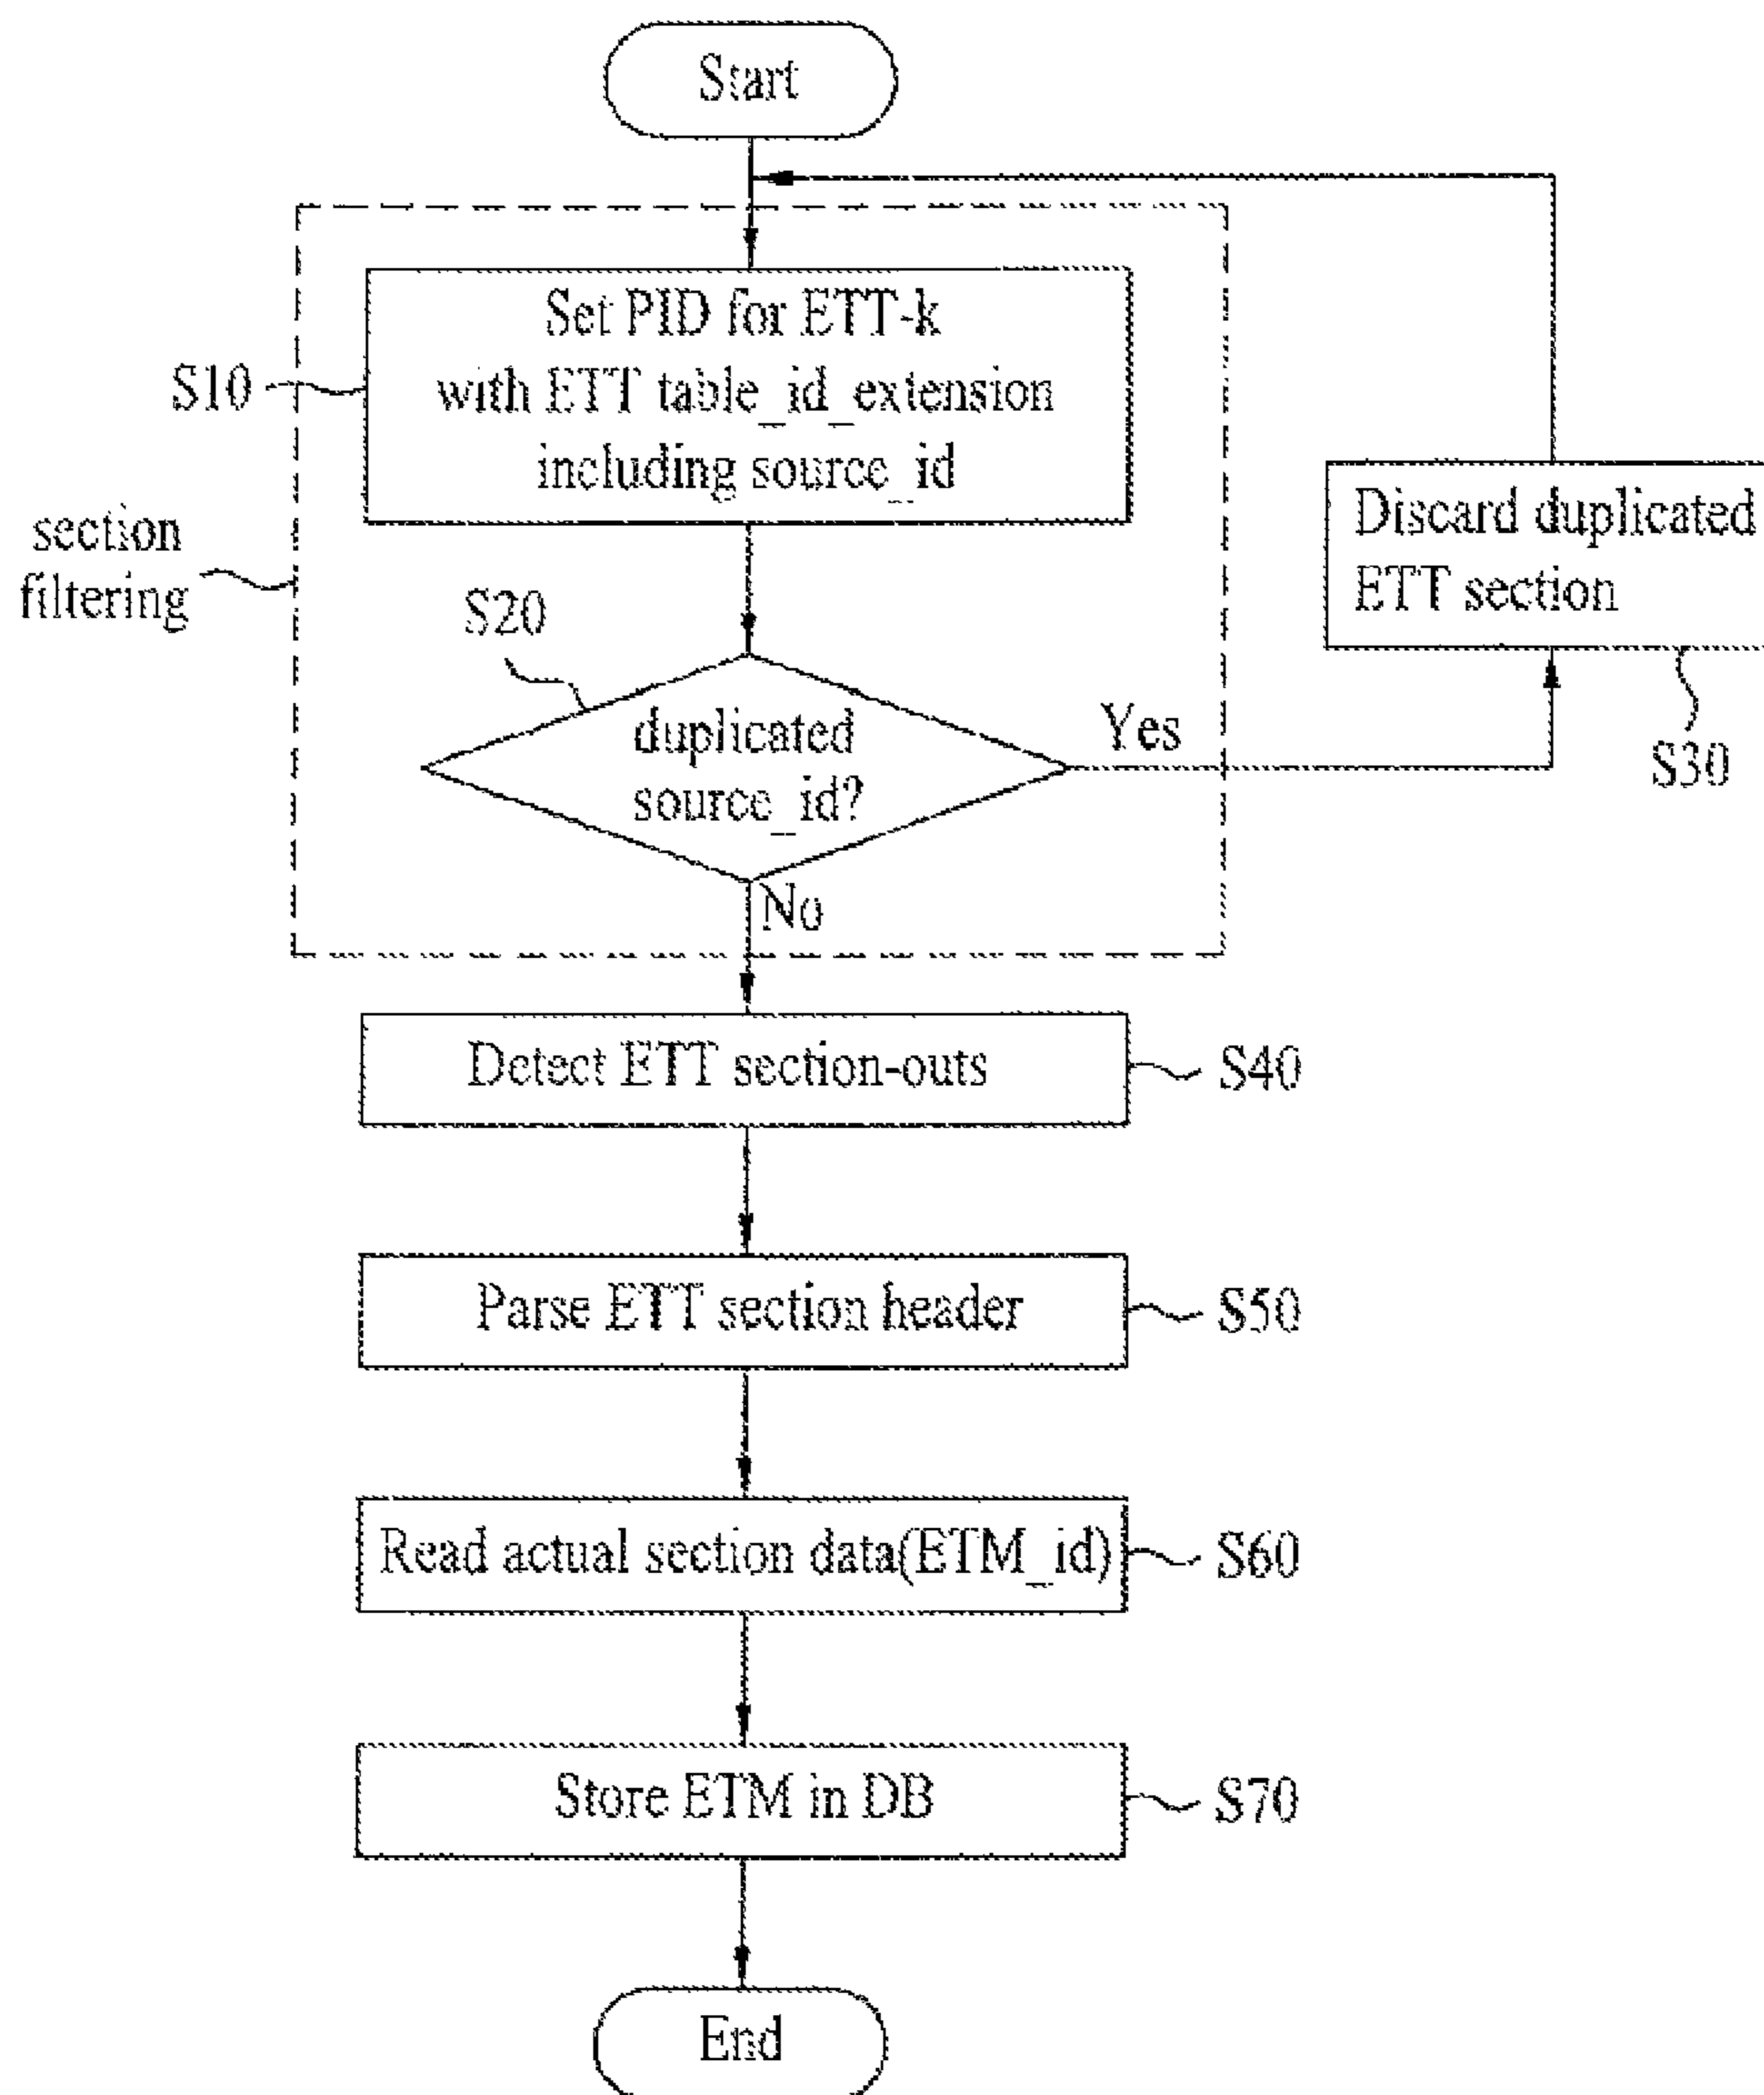 Start
Set PID for ETT-k
with ETT table_id_extension
including source_id
S10
section
filtering
Discard duplicated
ETT section
S30
S20
duplicated
source_id?
Yes
No
Detect ETT section-outs
S40
Parse ETT section header
S50
Read actual section data(ETM_id)
S60
Store ETM in DB
S70
End